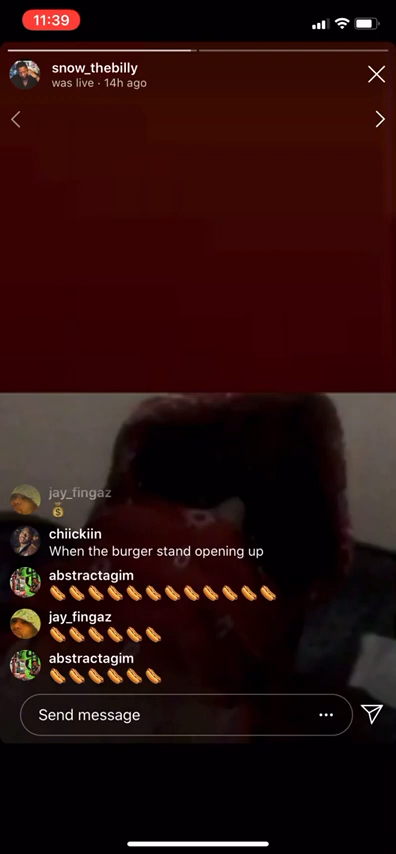 11:39
snow_thebilly
was live · 14h ago
jay_fingaz
💰
chiickiin
When the burger stand opening up
abstractagim
🌭🌭🌭🌭🌭🌭🌭🌭🌭🌭🌭🌭
jay_fingaz
🌭🌭🌭🌭🌭🌭
abstractagim
🌭🌭🌭🌭🌭🌭
Send message